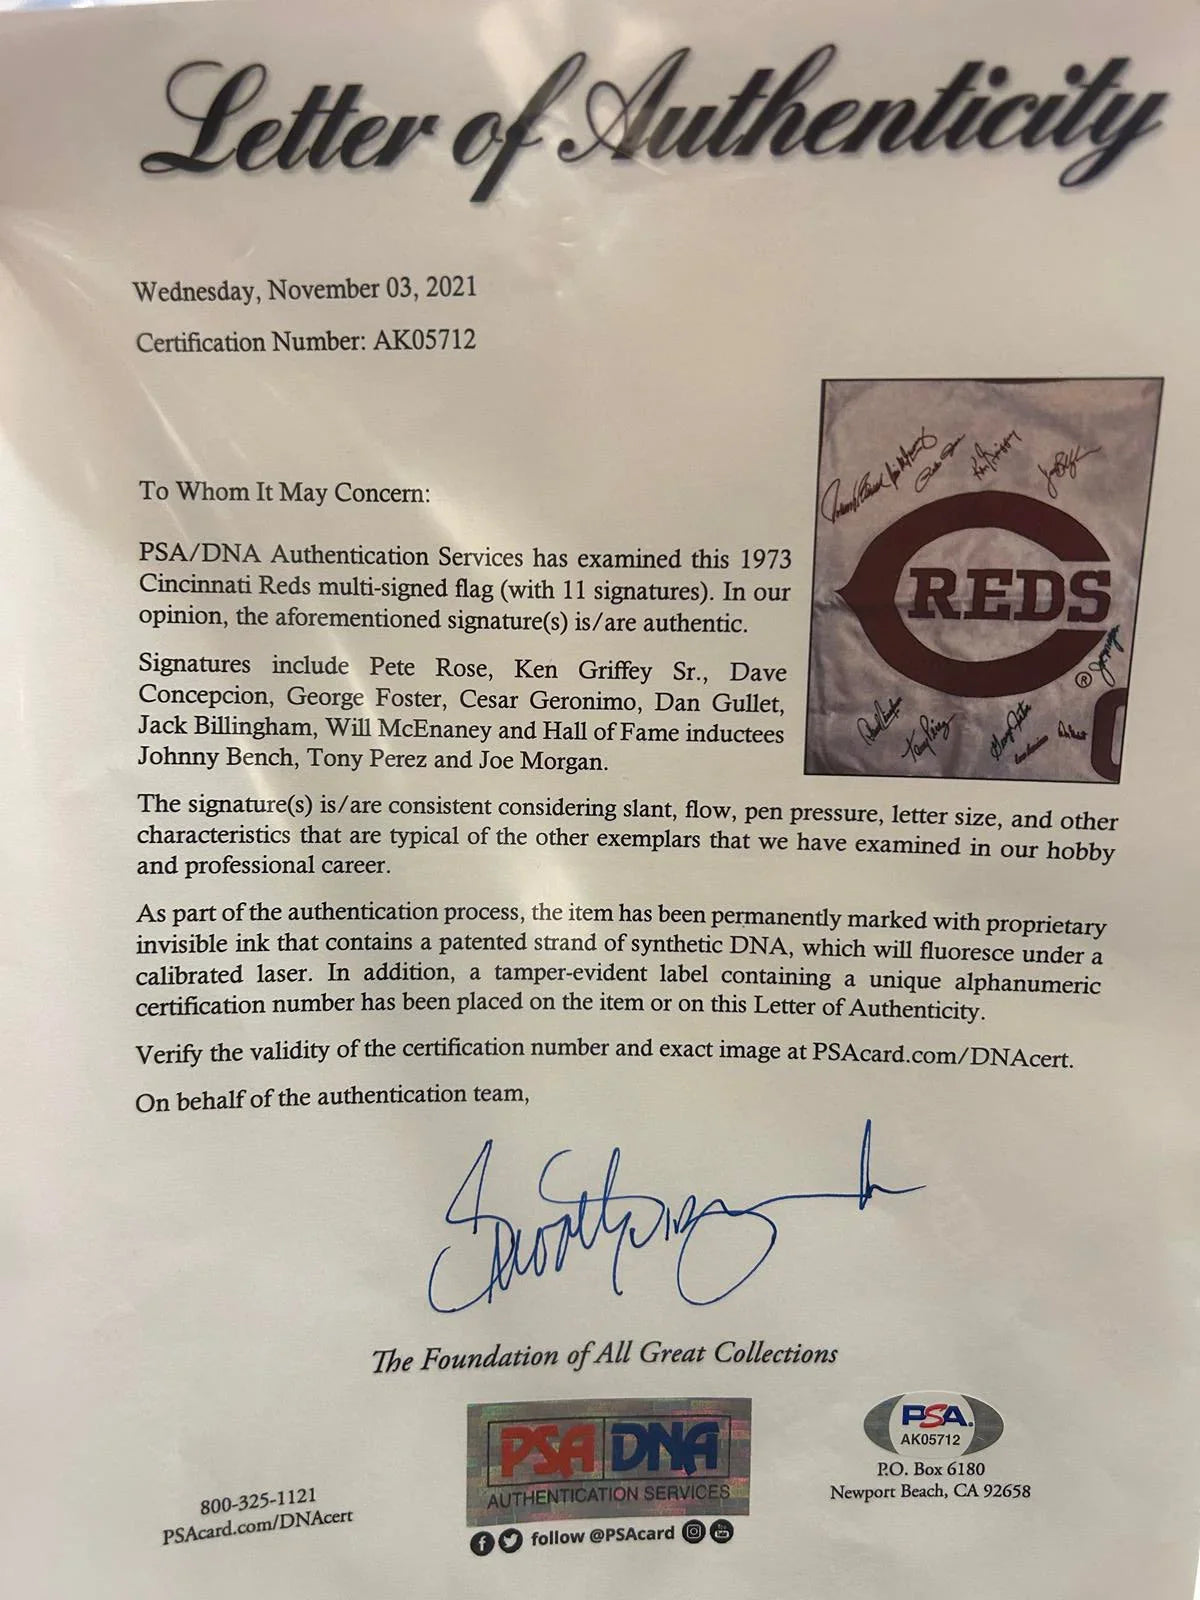 Letter of Authenticity
Wednesday, November 03, 2021
Certification Number: AK05712
To Whom It May Concern:
PSA/DNA Authentication Services has examined this 1973
Cincinnati Reds multi-signed flag (with 11 signatures). In our
opinion, the aforementioned signature(s) is/are authentic.
Signatures include Pete Rose, Ken Griffey Sr., Dave
Concepcion, George Foster, Cesar Geronimo, Dan Gullet,
Jack Billingham, Will McEnaney and Hall of Fame inductees
Johnny Bench, Tony Perez and Joe Morgan.
REDS
®
The signature(s) is/are consistent considering slant, flow, pen pressure, letter size, and other
characteristics that are typical of the other exemplars that we have examined in our hobby
and professional career.
As part of the authentication process, the item has been permanently marked with proprietary
invisible ink that contains a patented strand of synthetic DNA, which will fluoresce under a
calibrated laser. In addition, a tamper-evident label containing a unique alphanumeric
certification number has been placed on the item or on this Letter of Authenticity.
Verify the validity of the certification number and exact image at PSAcard.com/DNAcert.
On behalf of the authentication team,
The Foundation of All Great Collections
800-325-1121
PSAcard.com/DNAcert
PSA DNA
AUTHENTICATION SERVICES
follow @PSAcard
PSA.
AK05712
P.O. Box 6180
Newport Beach, CA 92658